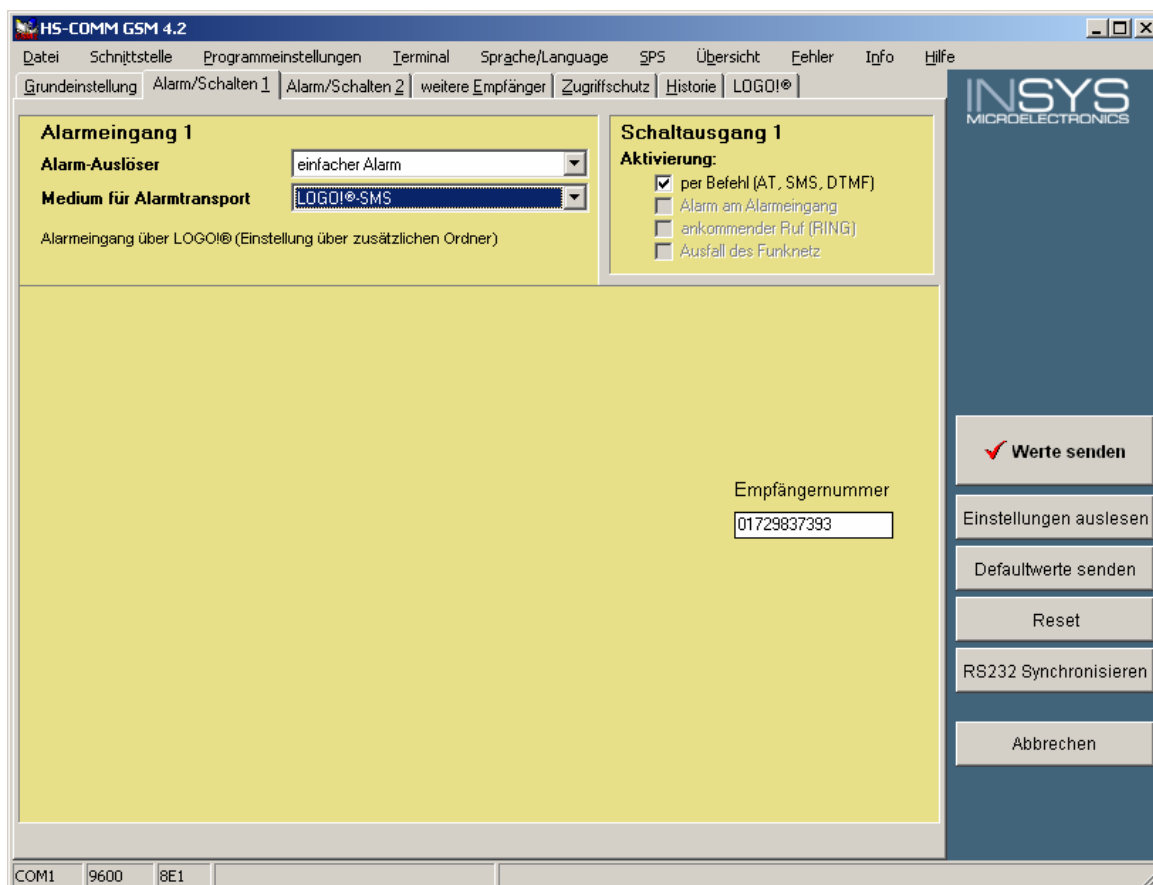 HS-COMM GSM 4.2
Datei Schnittstelle Programmeinstellungen Terminal Sprache/Language SPS Übersicht Fehler Info Hilfe
Grundeinstellung Alarm/Schalten 1 Alarm/Schalten 2 weitere Empfänger Zugriffschutz Historie LOGO!®
INSYS
MICROELECTRONICS
Alarmeingang 1
Alarm-Auslöser einfacher Alarm
Medium für Alarmtransport LOGO!®-SMS
Alarmeingang über LOGO!® (Einstellung über zusätzlichen Ordner)
Schaltausgang 1
Aktivierung:
per Befehl (AT, SMS, DTMF)
Alarm am Alarmeingang
ankommender Ruf (RING)
Ausfall des Funknetz
Empfängernummer
01729837393
Werte senden
Einstellungen auslesen
Defaultwerte senden
Reset
RS232 Synchronisieren
Abbrechen
COM1 9600 8E1